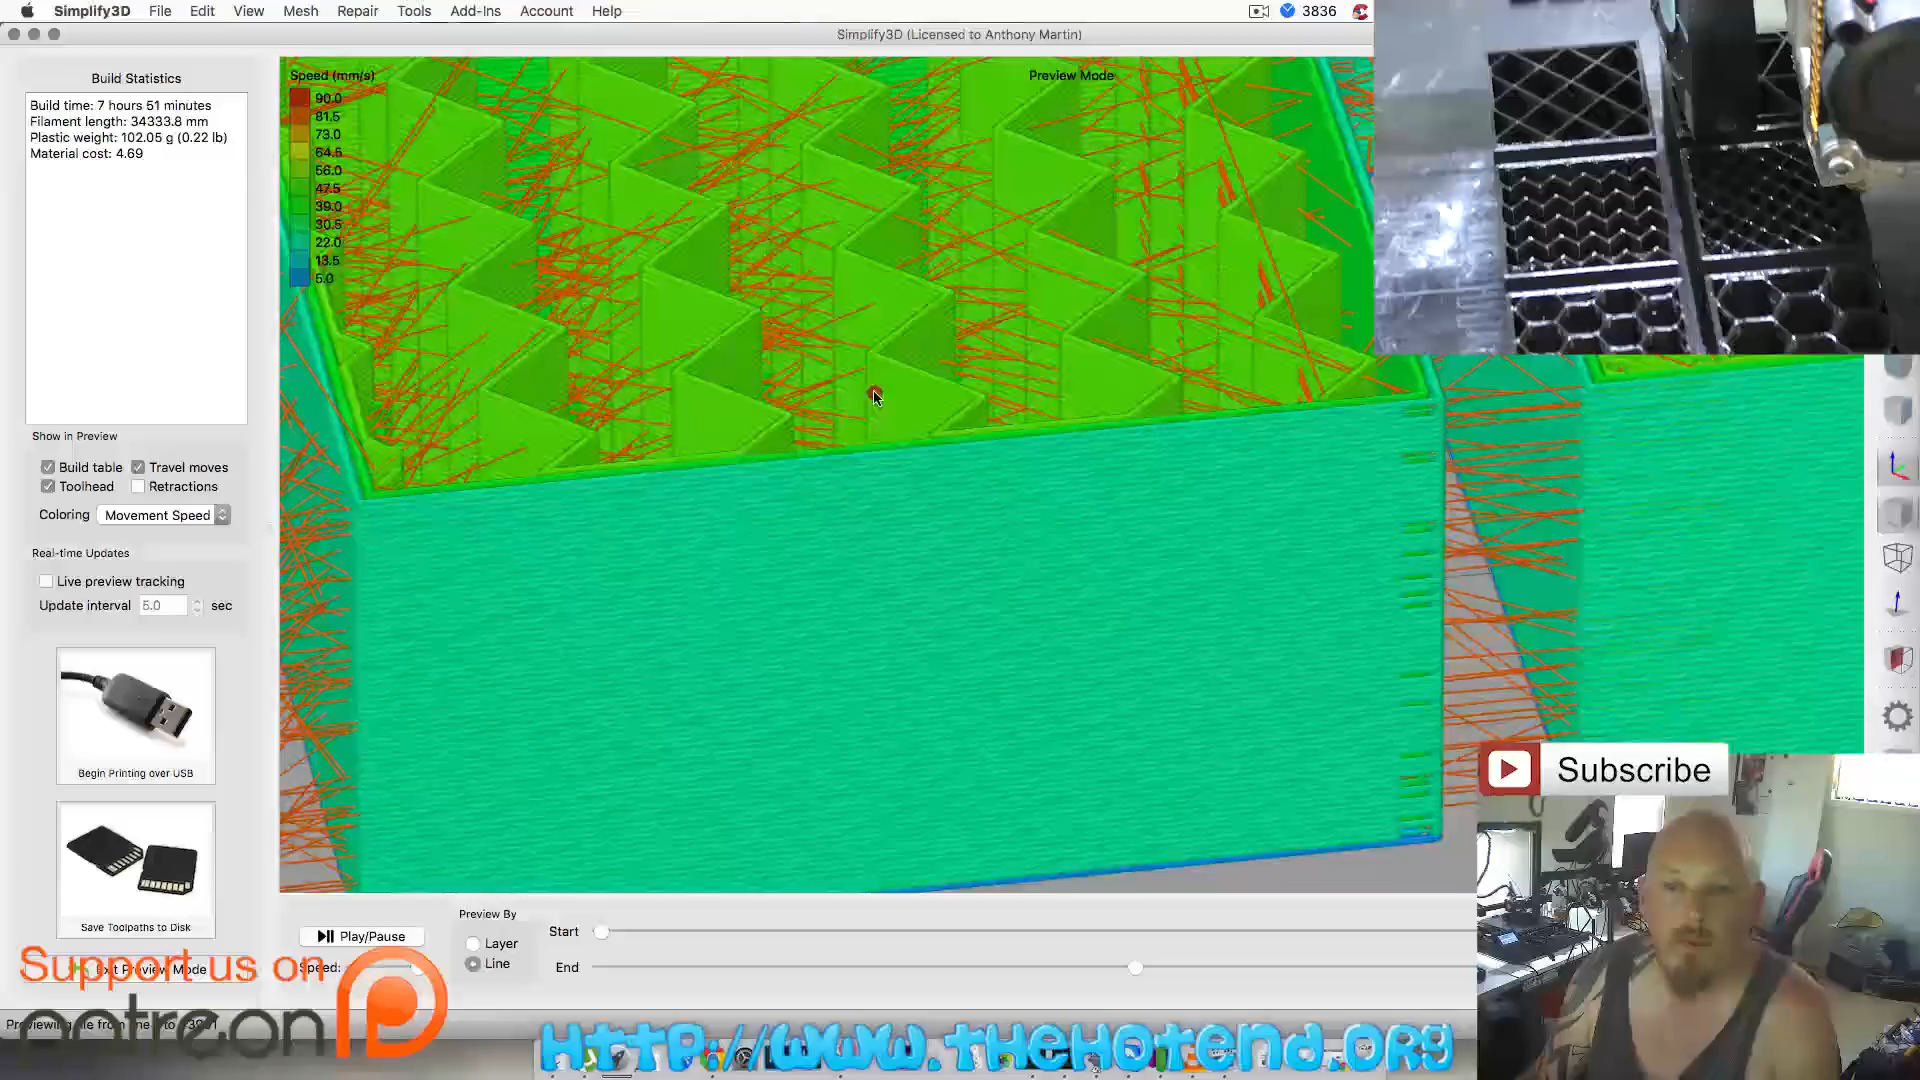 Simplify3D File Edit View Mesh Repair Tools Add-Ins Account Help 3836
Simplify3D (Licensed to Anthony Martin)
Build Statistics
Build time: 7 hours 51 minutes
Filament length: 34333.8 mm
Plastic weight: 102.05 g (0.22 lb)
Material cost: 4.69
Show in Preview
Build table Travel moves
Toolhead Retractions
Coloring Movement Speed
Real-time Updates
Live preview tracking
Update interval 5.0 sec
Begin Printing over USB
Save Toolpaths to Disk
Exit Preview Mode
Speed (mm/s)
90.0
81.5
73.0
64.5
56.0
47.5
39.0
30.5
22.0
13.5
5.0
Preview Mode
Play/Pause
Speed:
Preview By
Layer
Line
Start
End
Subscribe
Support us on
patreon
Http://www.thehotend.org